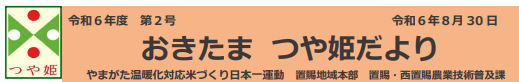 令和６年度　第２号
令和６年８月３０日
おきたま　つや姫だより
つや姫
やまがた温暖化対応米づくり日本一運動　置賜地域本部　置賜・西置賜農業技術普及課